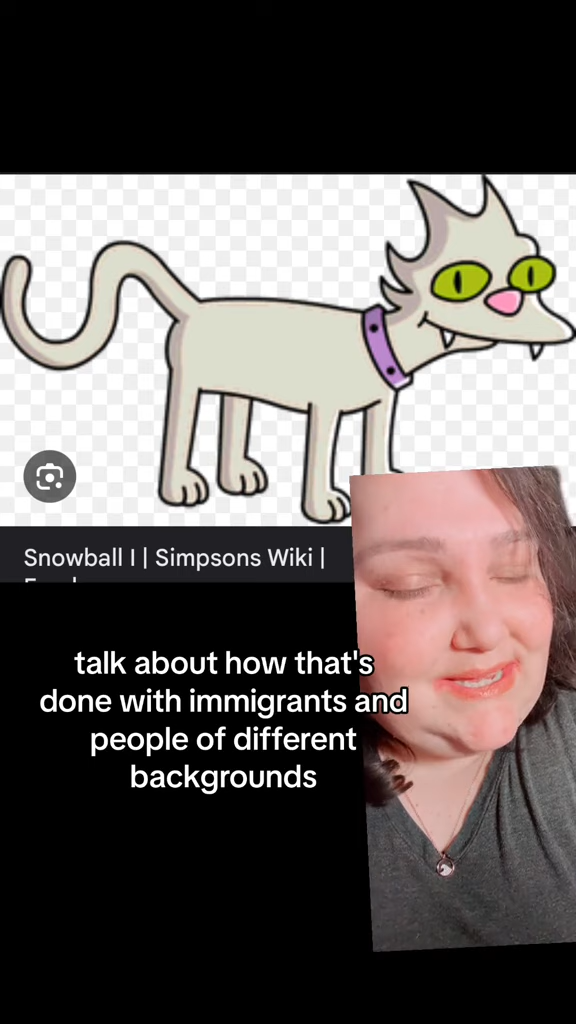 Snowball I | Simpsons Wiki |
talk about how that's
done with immigrants and
people of different
backgrounds